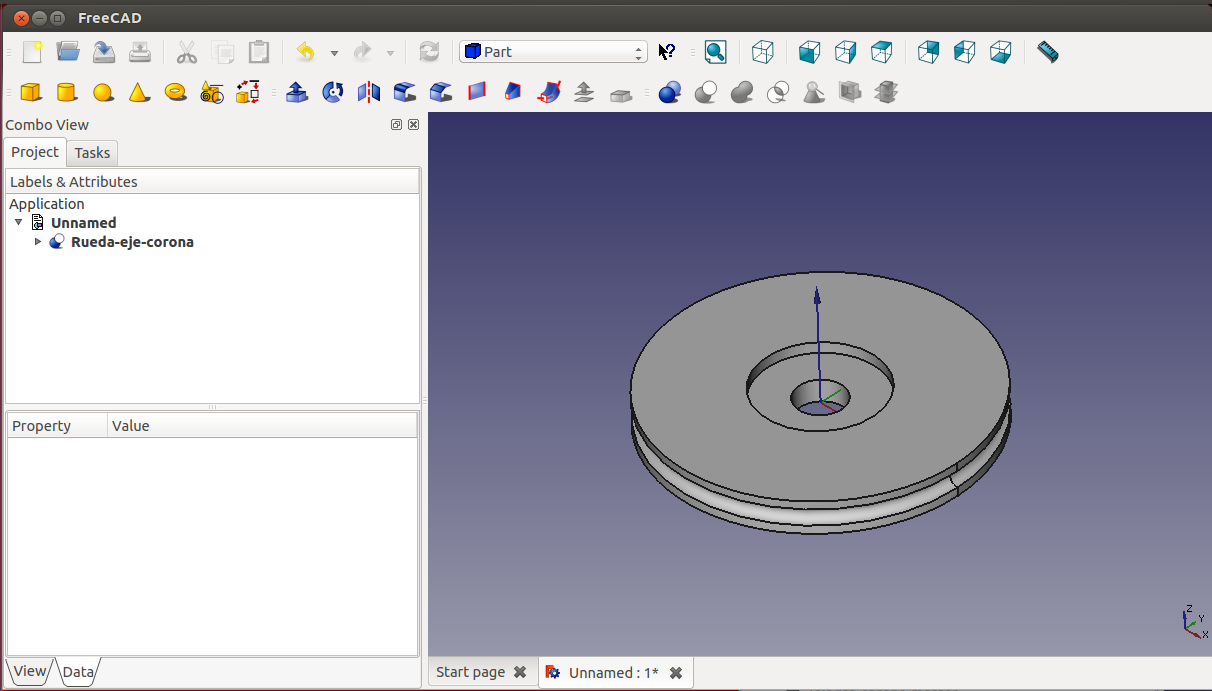 FreeCAD
Part
Combo View
Project Tasks
Labels & Attributes
Application
Unnamed
Rueda-eje-corona
Property Value
View Data
Z
Y
X
Start page Unnamed : 1*